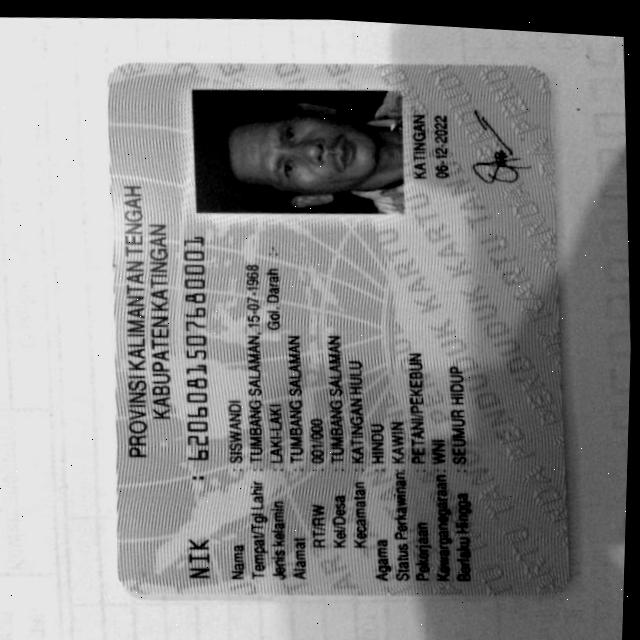 PROVINSI KALIMANTAN TENGAH
KABUPATEN KATINGAN
NIK : 6206081507680001
Nama : SISWANDI
Tempat/Tgl Lahir : TUMBANG SALAMAN, 15-07-1968
Jenis kelamin : LAKI-LAKI Gol. Darah : -
Alamat : TUMBANG SALAMAN
RT/RW : 001/000
Kel/Desa : TUMBANG SALAMAN
Kecamatan : KATINGAN HULU
Agama : HINDU
Status Perkawinan: KAWIN
Pekerjaan : PETANI/PEKEBUN
Kewarganegaraan : WNI
Berlaku Hingga : SEUMUR HIDUP
KATINGAN
06-12-2022